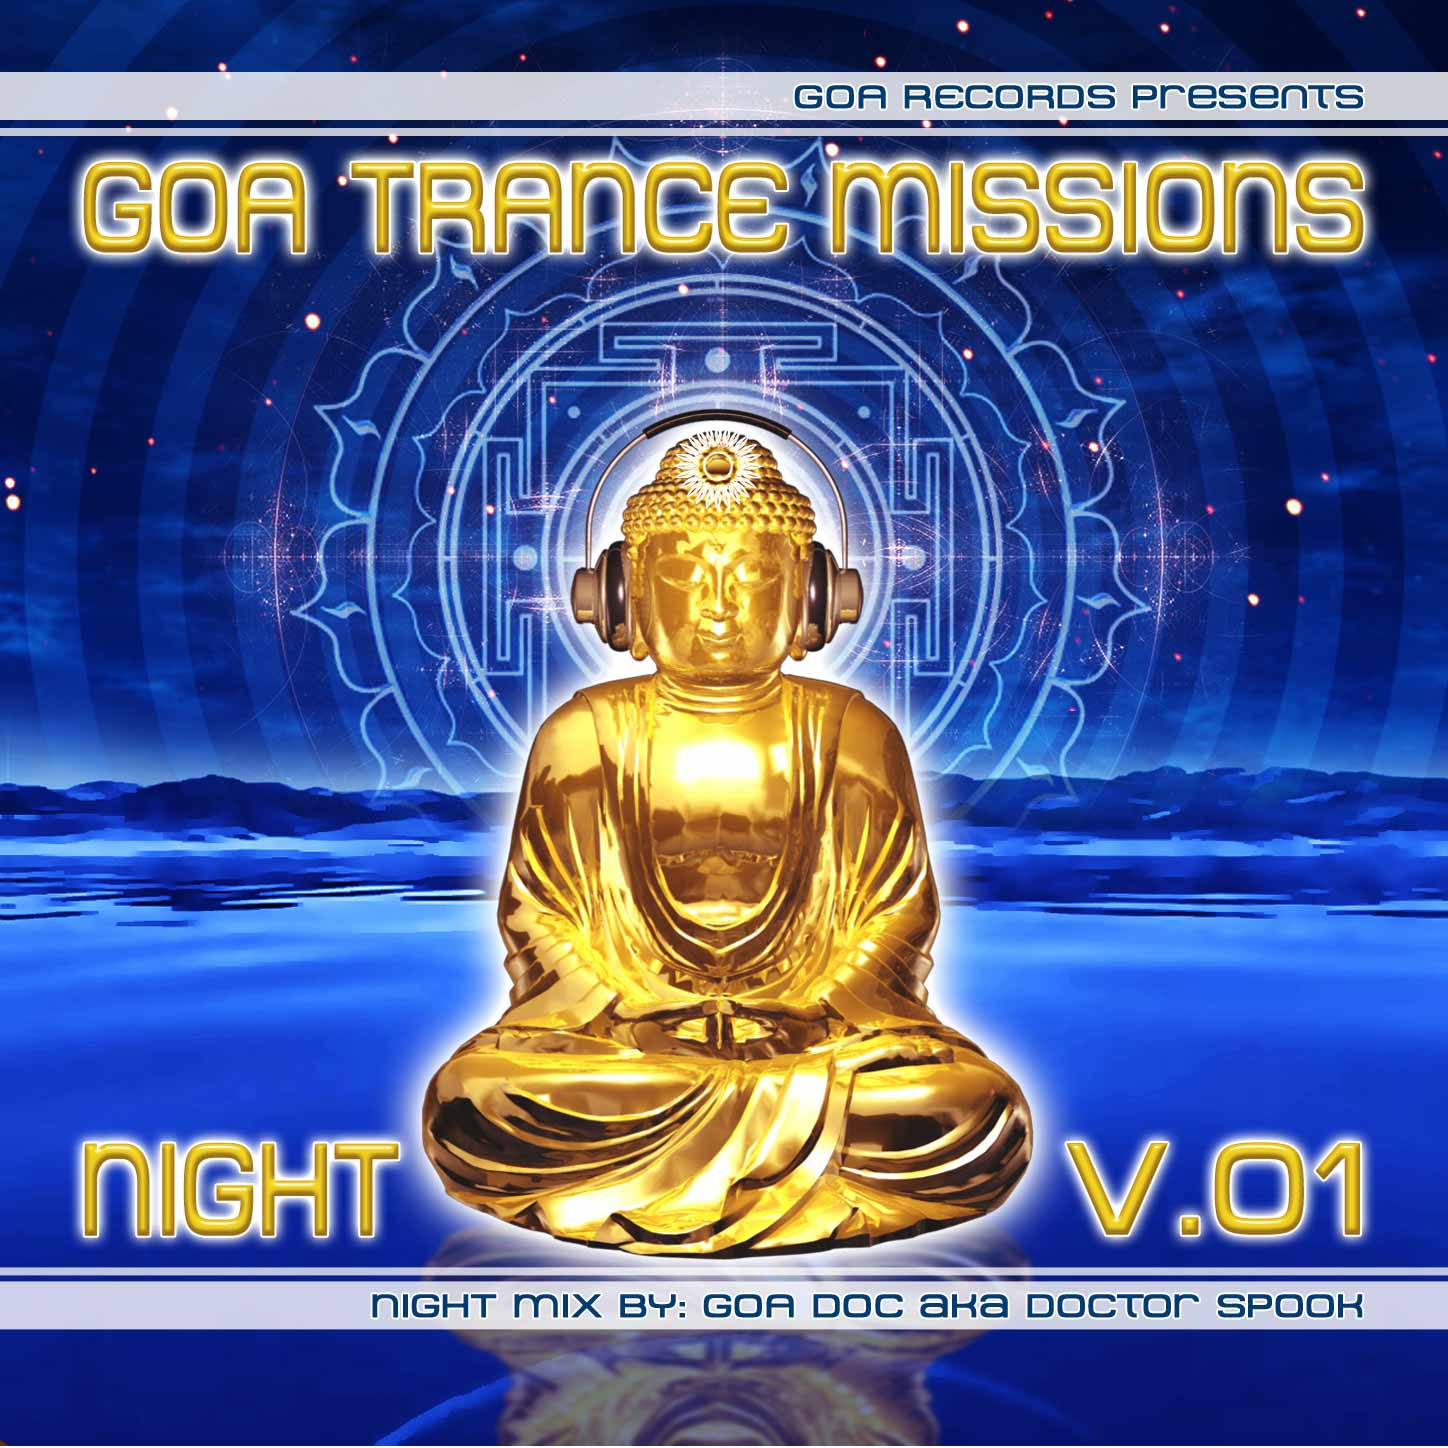 GOA RECORDS PRESENTS
GOA TRANCE MISSIONS
NIGHT V.01
NIGHT MIX BY: GOA DOC aka DOCTOR SPOOK